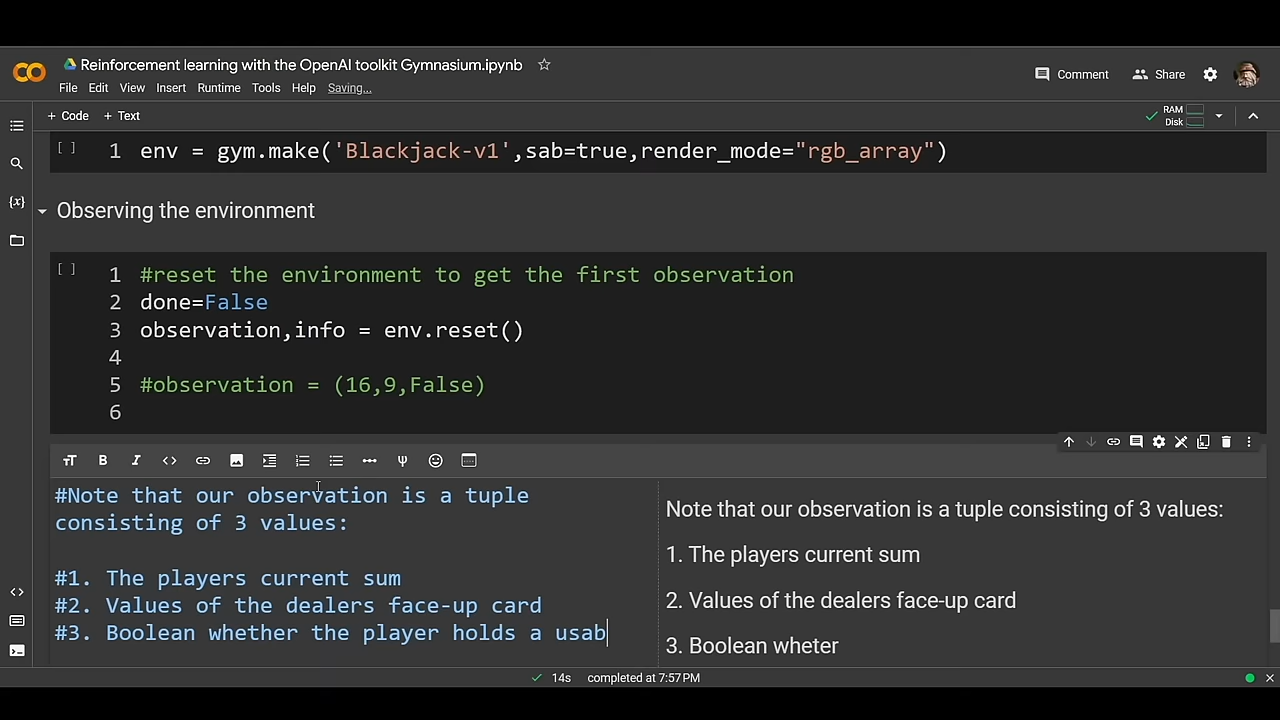 Reinforcement learning with the OpenAI toolkit Gymnasium.ipynb
Comment
Share
File Edit View Insert Runtime Tools Help Saving...
+ Code + Text
RAM
Disk
[ ] 1 env = gym.make('Blackjack-v1',sab=true,render_mode="rgb_array")
Observing the environment
[ ] 1 #reset the environment to get the first observation
2 done=False
3 observation,info = env.reset()
4
5 #observation = (16,9,False)
6
#Note that our observation is a tuple
consisting of 3 values:
#1. The players current sum
#2. Values of the dealers face-up card
#3. Boolean whether the player holds a usab
Note that our observation is a tuple consisting of 3 values:
1. The players current sum
2. Values of the dealers face-up card
3. Boolean wheter
14s completed at 7:57 PM